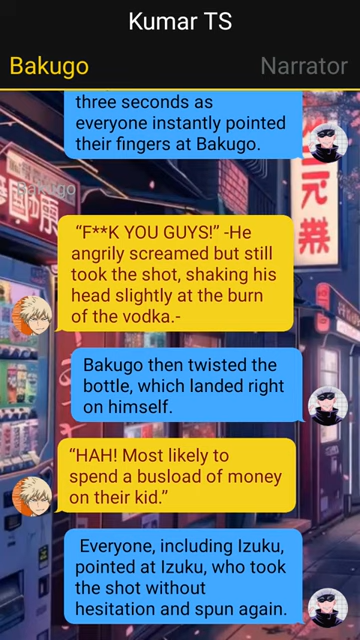 Kumar TS
Bakugo
Narrator
three seconds as
everyone instantly pointed
their fingers at Bakugo.
Bakugo
“F**K YOU GUYS!” -He
angrily screamed but still
took the shot, shaking his
head slightly at the burn
of the vodka.-
Bakugo then twisted the
bottle, which landed right
on himself.
“HAH! Most likely to
spend a busload of money
on their kid.”
Everyone, including Izuku,
pointed at Izuku, who took
the shot without
hesitation and spun again.